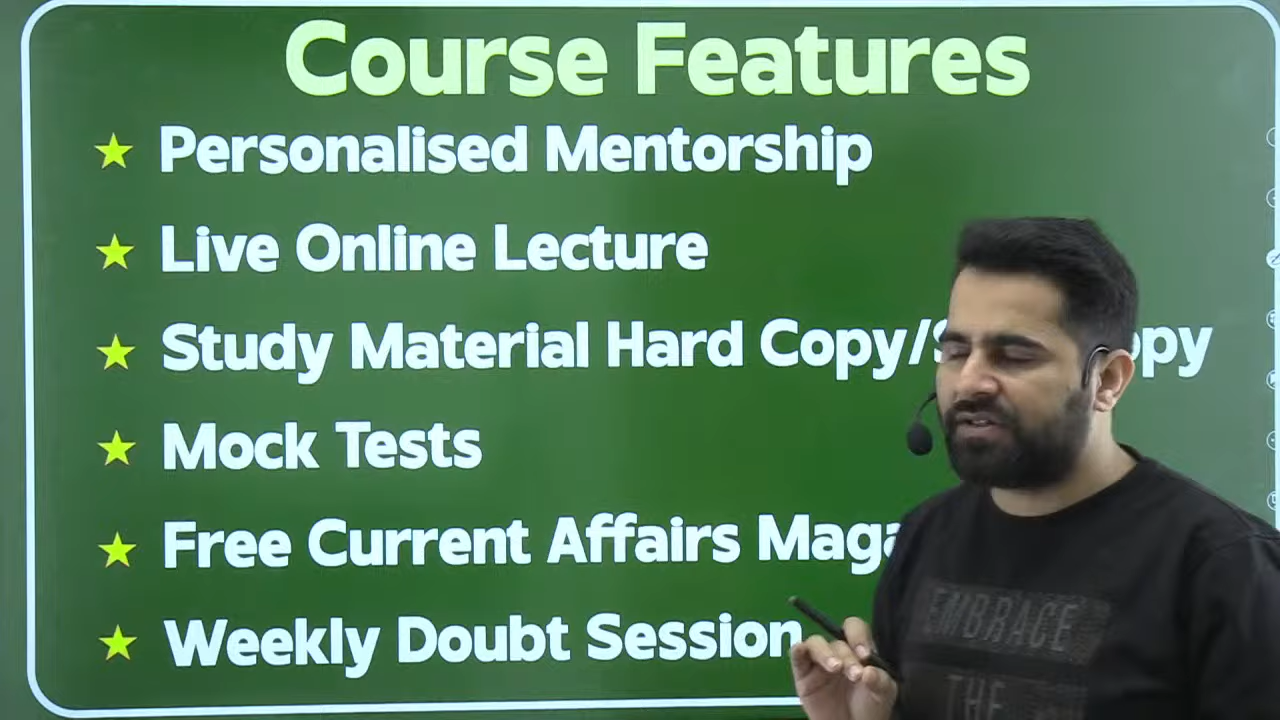 Course Features
Personalised Mentorship
Live Online Lecture
Study Material Hard Copy/
Mock Tests
Free Current Affairs
Weekly Doubt Session
EMBRACE
THE